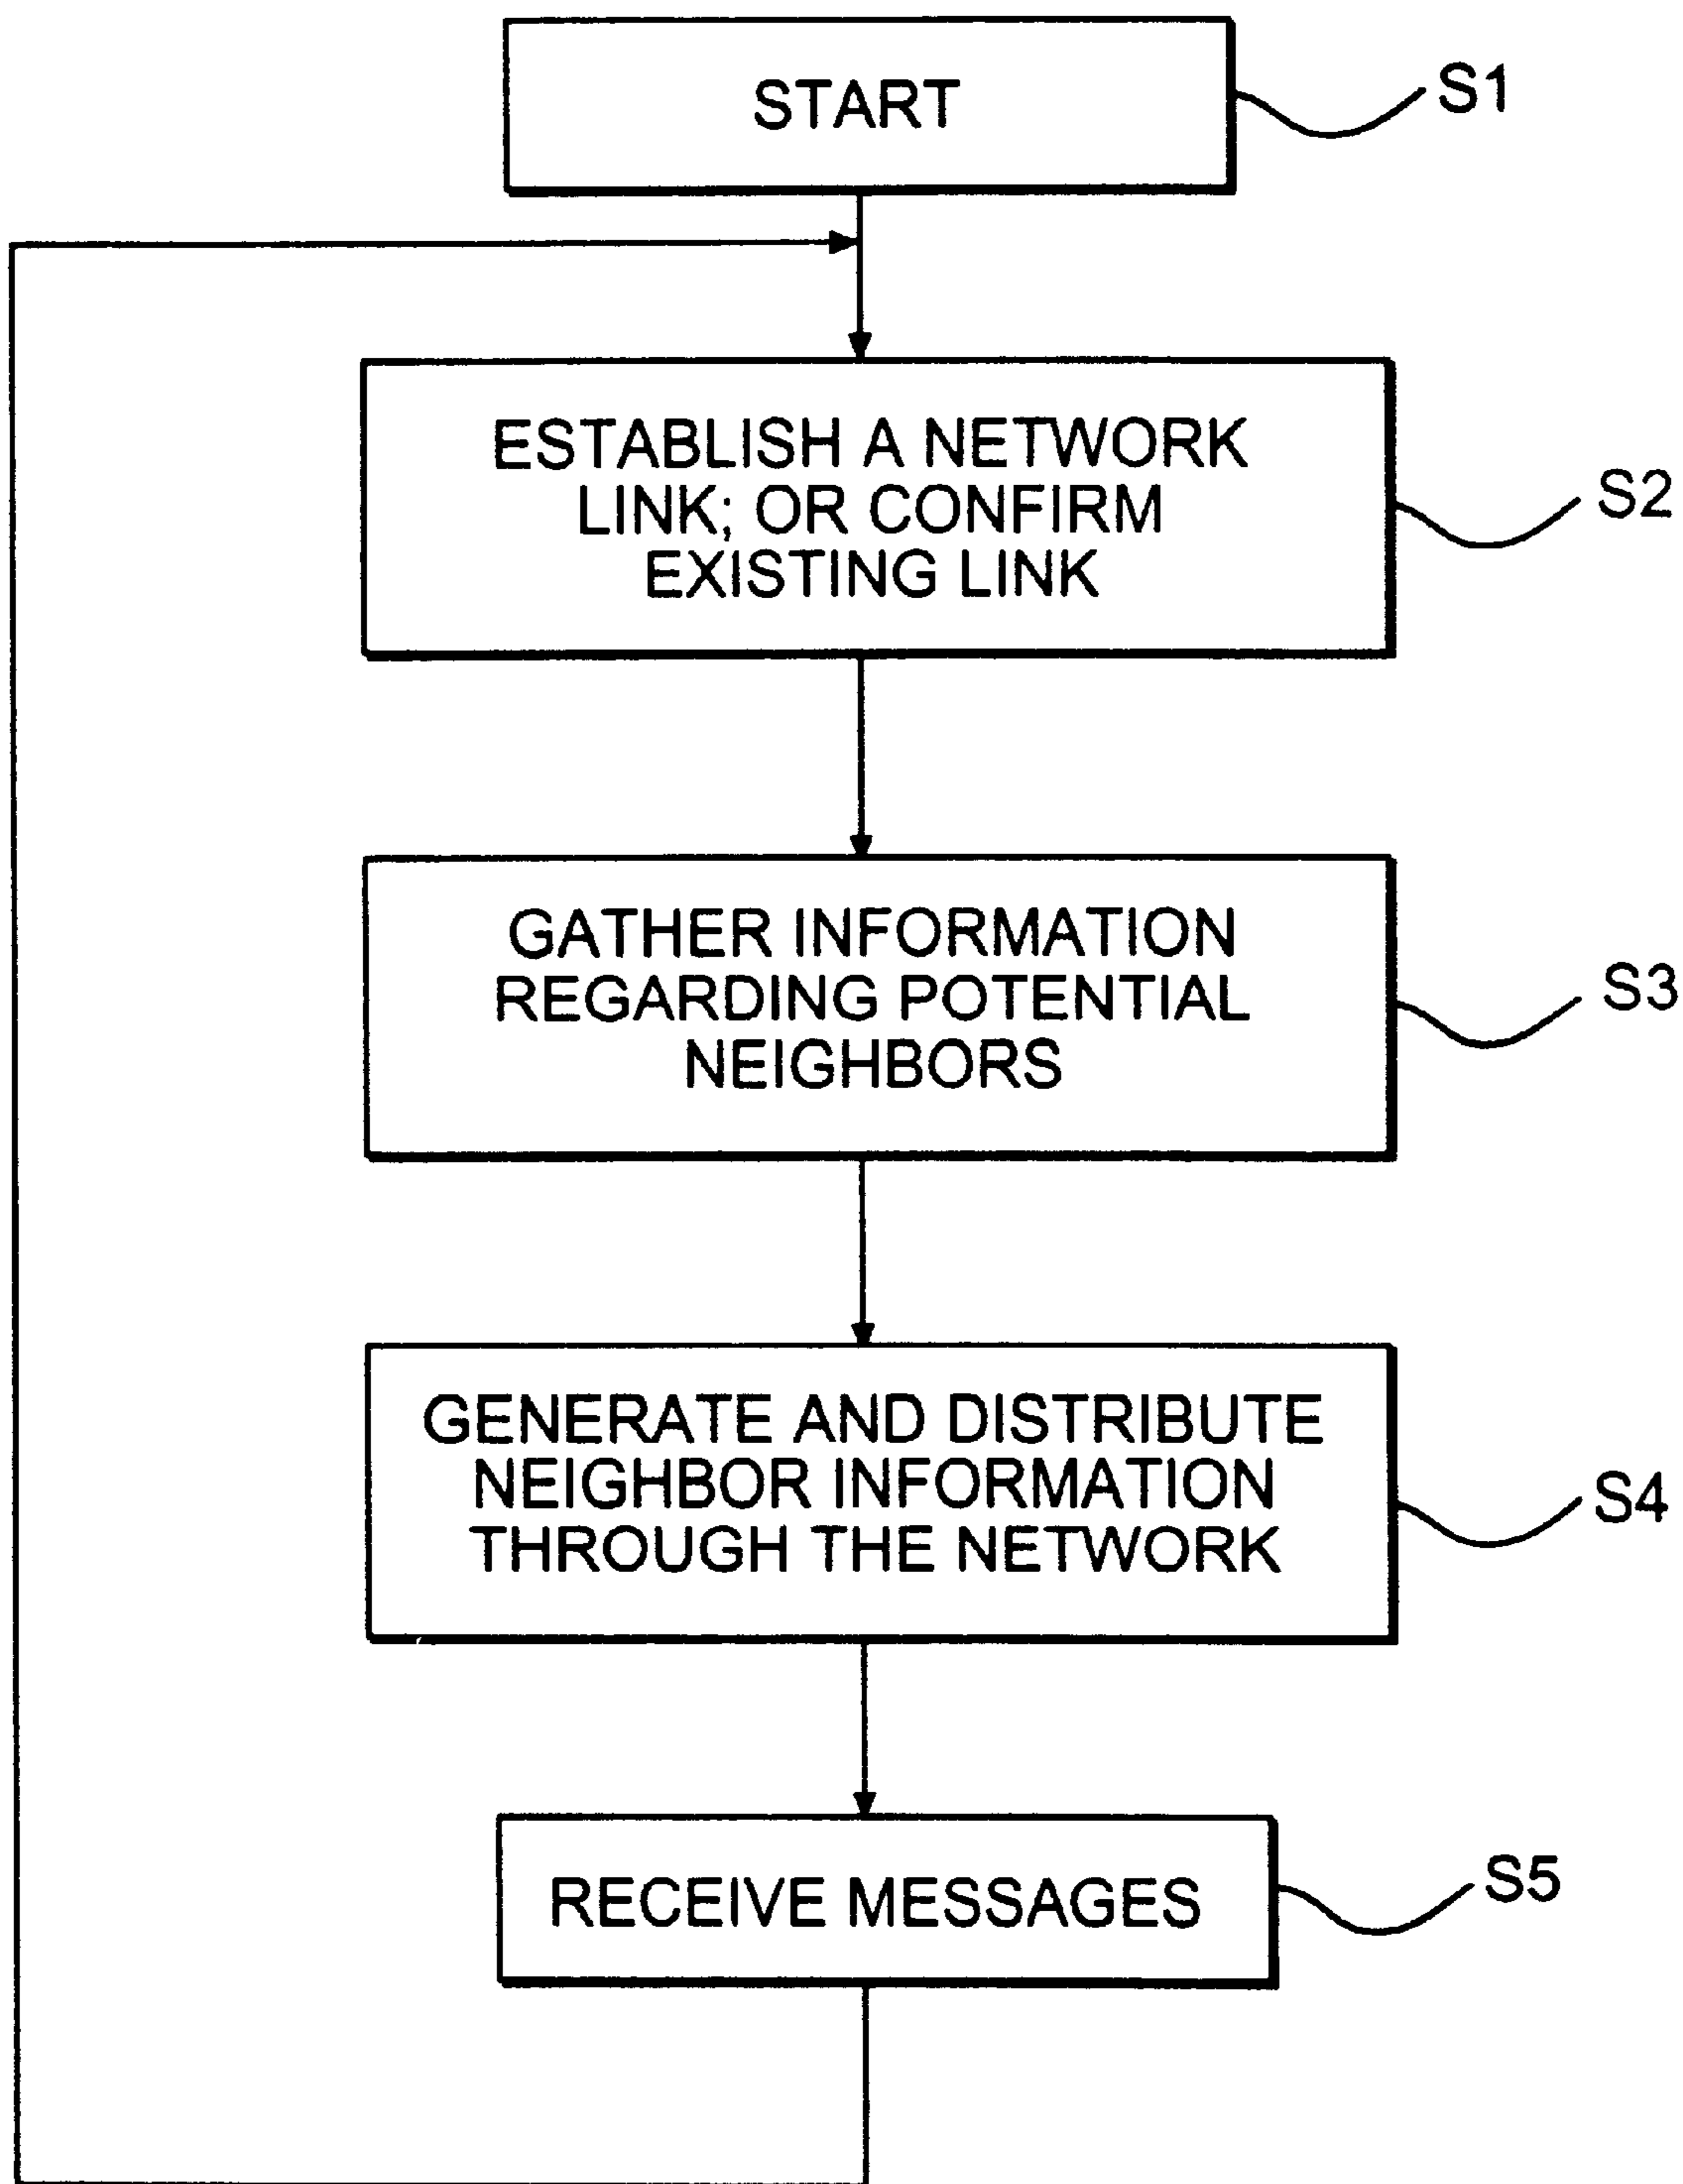 START
S1
ESTABLISH A NETWORK
LINK; OR CONFIRM
EXISTING LINK
S2
GATHER INFORMATION
REGARDING POTENTIAL
NEIGHBORS
S3
GENERATE AND DISTRIBUTE
NEIGHBOR INFORMATION
THROUGH THE NETWORK
S4
RECEIVE MESSAGES
S5